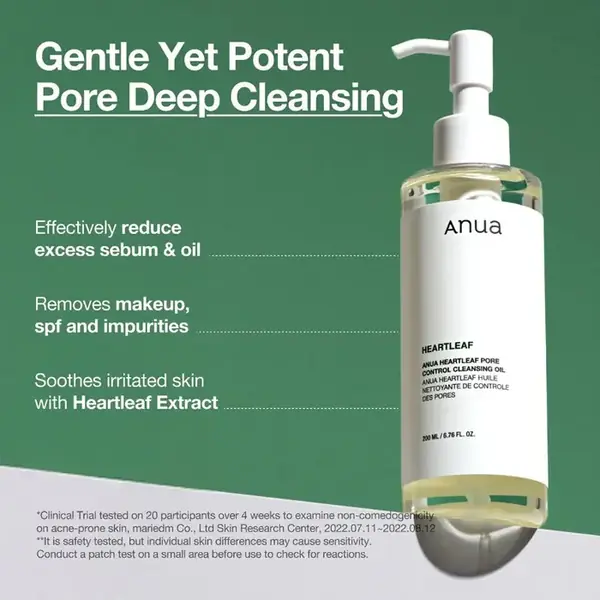 Gentle Yet Potent
Pore Deep Cleansing
Effectively reduce
excess sebum & oil
Removes makeup,
spf and impurities
Soothes irritated skin
with Heartleaf Extract
Anua
HEARTLEAF
ANUA HEARTLEAF PORE
CONTROL CLEANSING OIL
ANUA HEARTLEAF HUILE
NETTOYANTE DE CONTROLE
DES PORES
200 ML / 6.76 FL. OZ.
*Clinical Trial tested on 20 participants over 4 weeks to examine non-comedogenicity
on acne-prone skin, mariedm Co., Ltd Skin Research Center, 2022.07.11~2022.08.12
**It is safety tested, but individual skin differences may cause sensitivity.
Conduct a patch test on a small area before use to check for reactions.